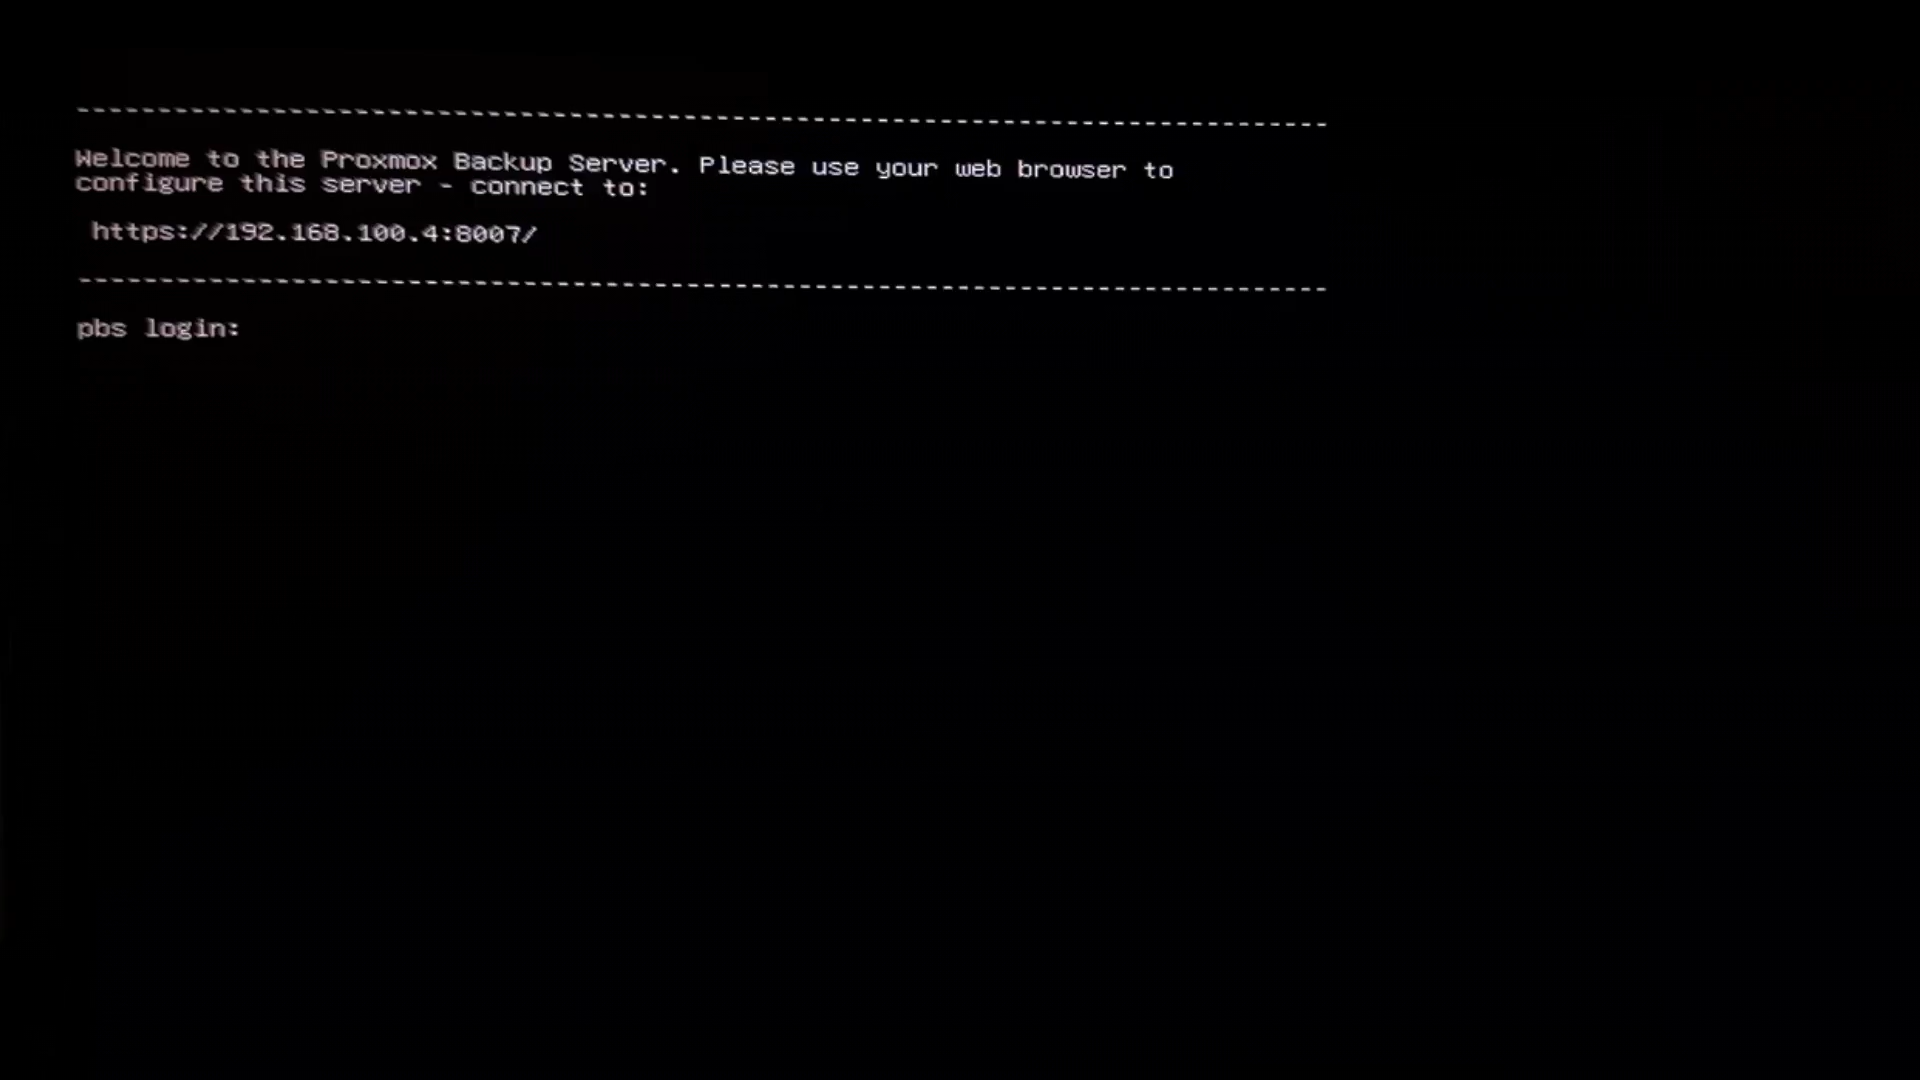 --------------------------------------------------------------------------------
Welcome to the Proxmox Backup Server. Please use your web browser to
configure this server - connect to:
https://192.168.100.4:8007/
--------------------------------------------------------------------------------
pbs login: